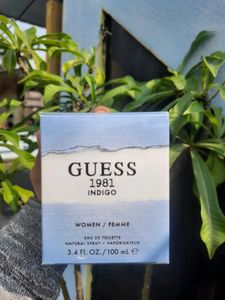 GUESS
1981
INDIGO
WOMEN / FEMME
EAU DE TOILETTE
NATURAL SPRAY • VAPORISATEUR
3.4 FL. OZ. / 100 mL ℮